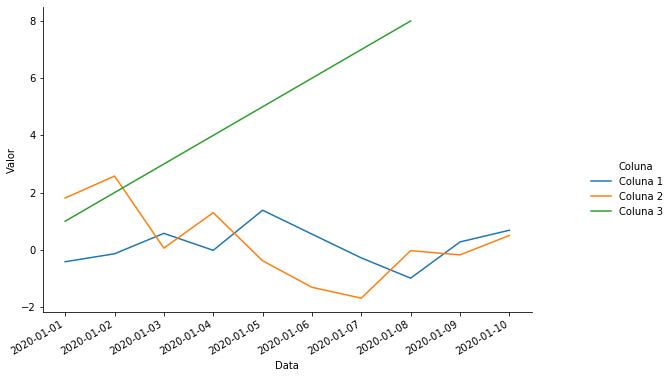 8
6
4
2
0
−2
Valor
2020-01-01
2020-01-02
2020-01-03
2020-01-04
2020-01-05
2020-01-06
2020-01-07
2020-01-08
2020-01-09
2020-01-10
Data
Coluna
Coluna 1
Coluna 2
Coluna 3